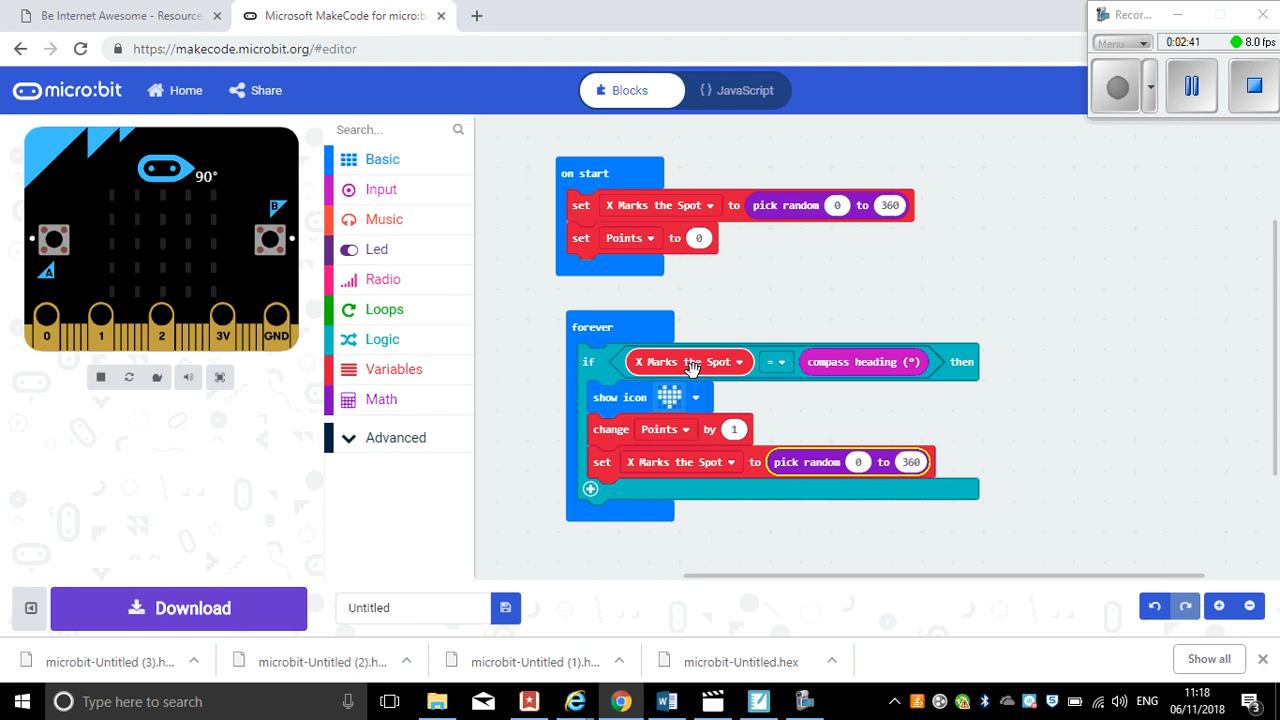 Be Internet Awesome - Resource
Microsoft MakeCode for micro:b
Recor...
Menu
0:02:41
8.0 fps
https://makecode.microbit.org/#editor
micro:bit
Home
Share
Blocks
{} JavaScript
Search...
90°
A
B
0
1
2
3V
GND
Basic
Input
Music
Led
Radio
Loops
Logic
Variables
Math
Advanced
on start
set X Marks the Spot to pick random 0 to 360
set Points to 0
forever
if X Marks the Spot = compass heading (°) then
show icon
change Points by 1
set X Marks the Spot to pick random 0 to 360
Download
Untitled
microbit-Untitled (3).h...
microbit-Untitled (2).h...
microbit-Untitled (1).h...
microbit-Untitled.hex
Show all
Type here to search
ENG
11:18
06/11/2018
3